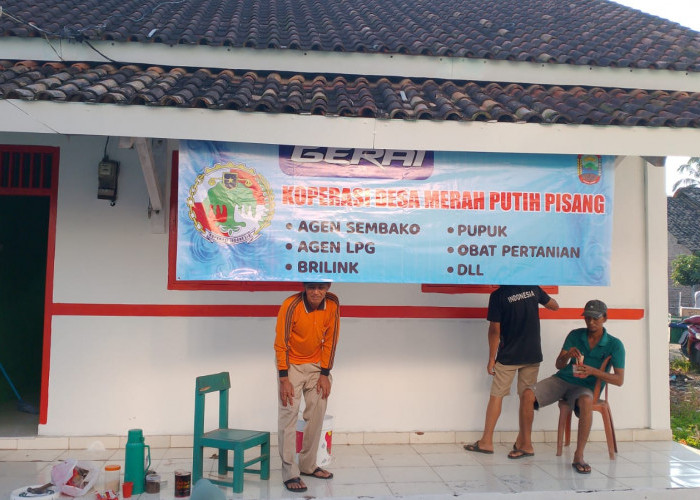 GERAI
KOPERASI DESA MERAH PUTIH PISANG
• AGEN SEMBAKO
• AGEN LPG
• BRILINK
• PUPUK
• OBAT PERTANIAN
• DLL
INDONESIA